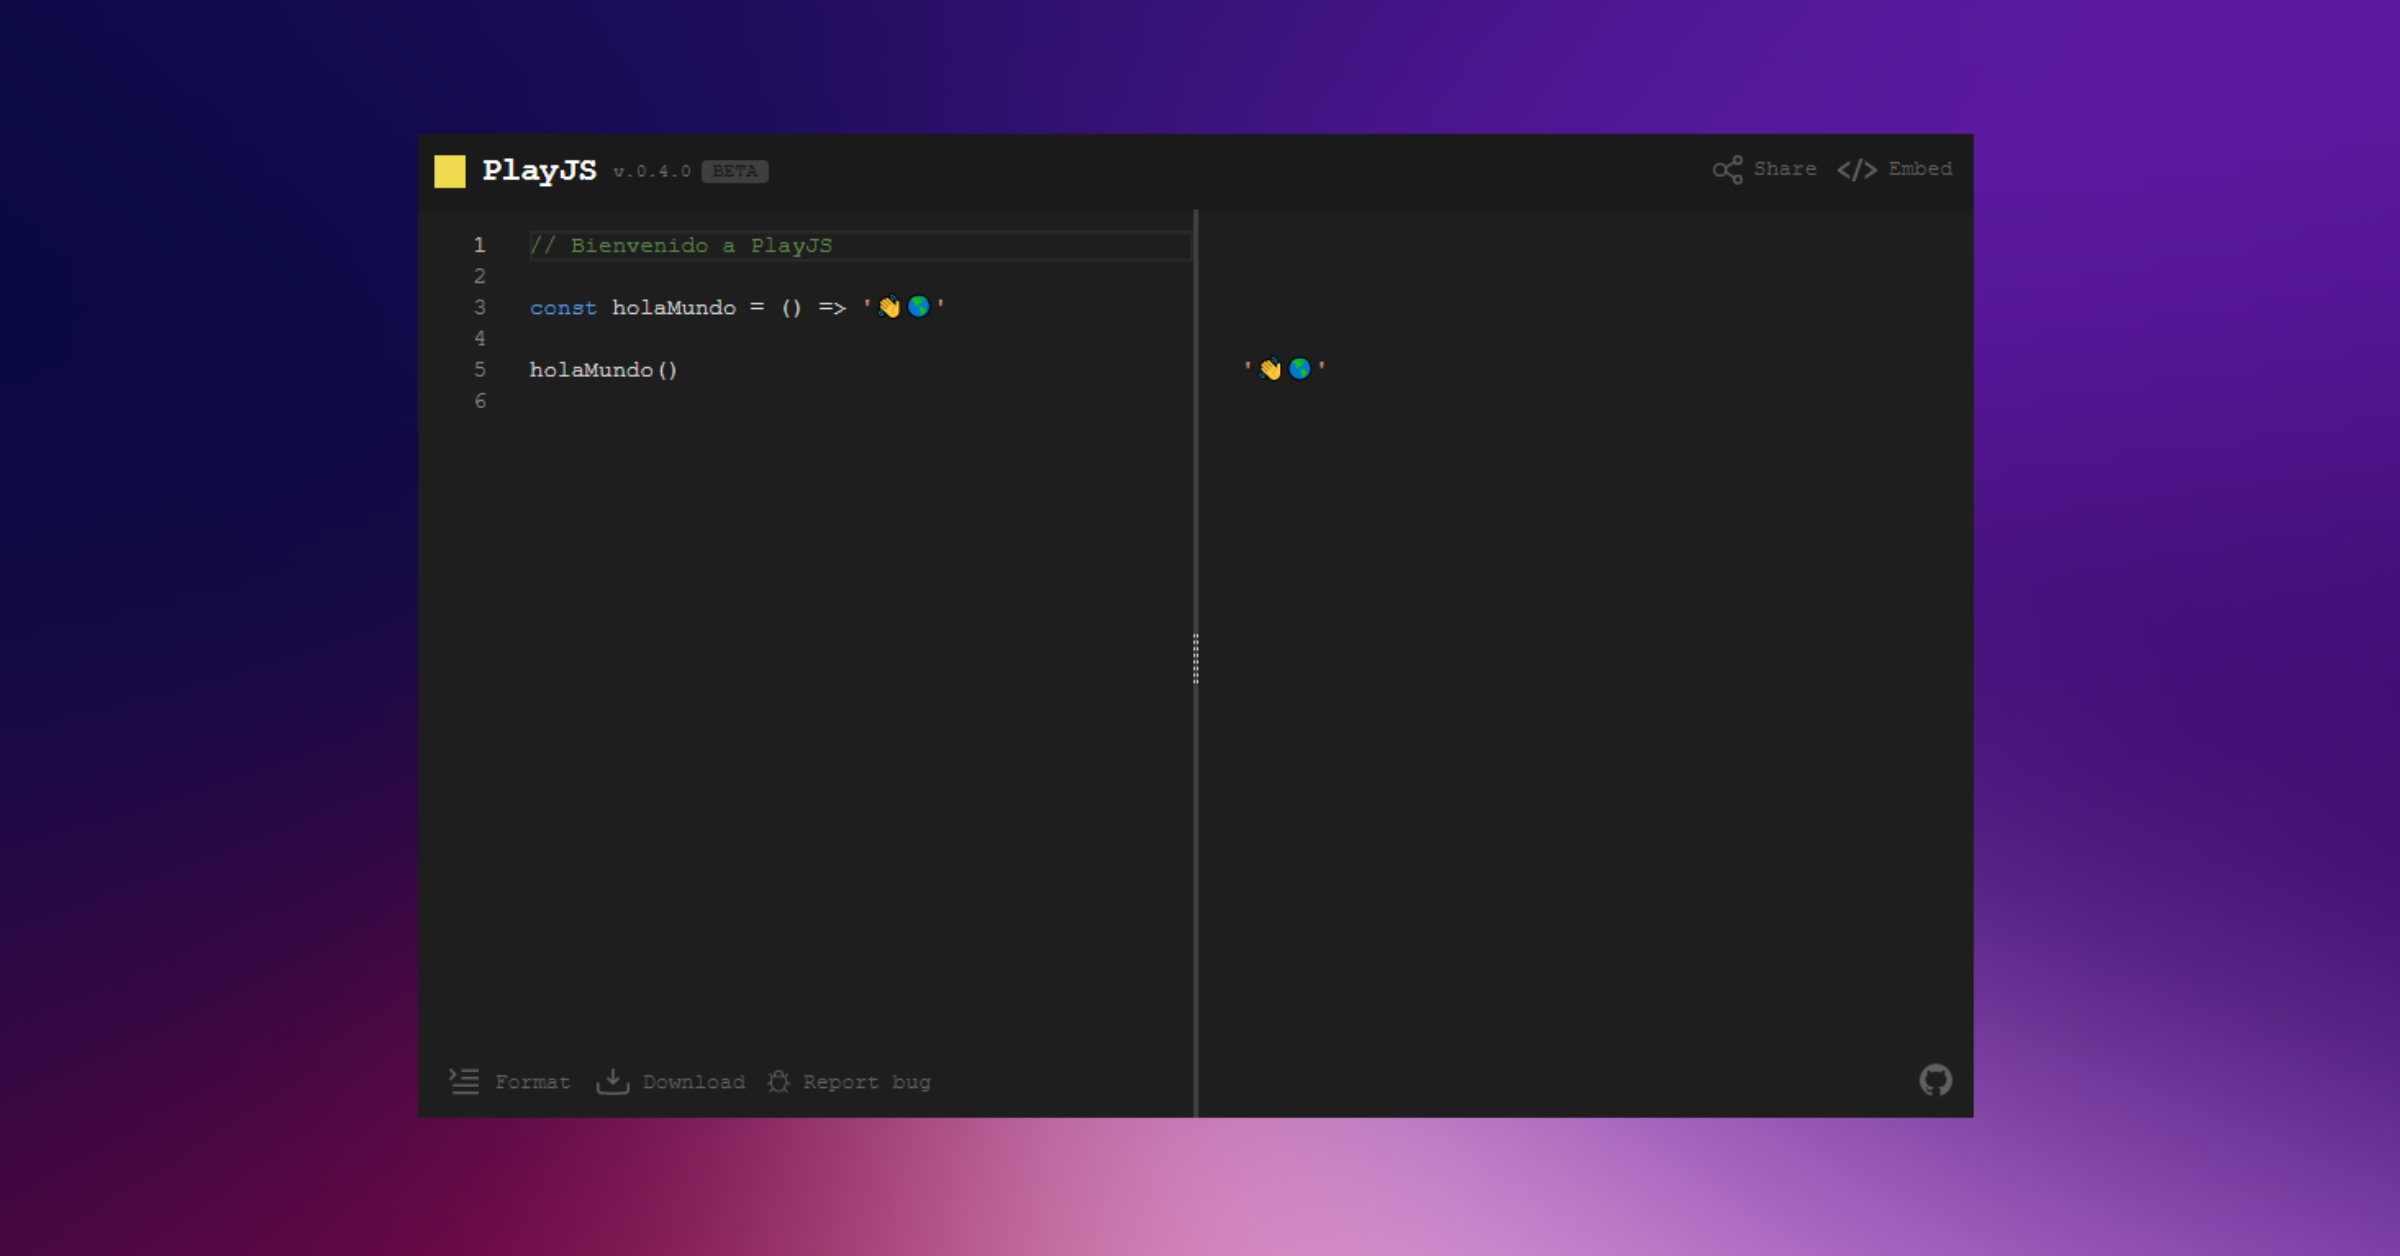 PlayJS v.0.4.0 BETA
Share </> Embed
1 // Bienvenido a PlayJS
2
3 const holaMundo = () => '👋🌎'
4
5 holaMundo()
6
'👋🌎'
Format Download Report bug